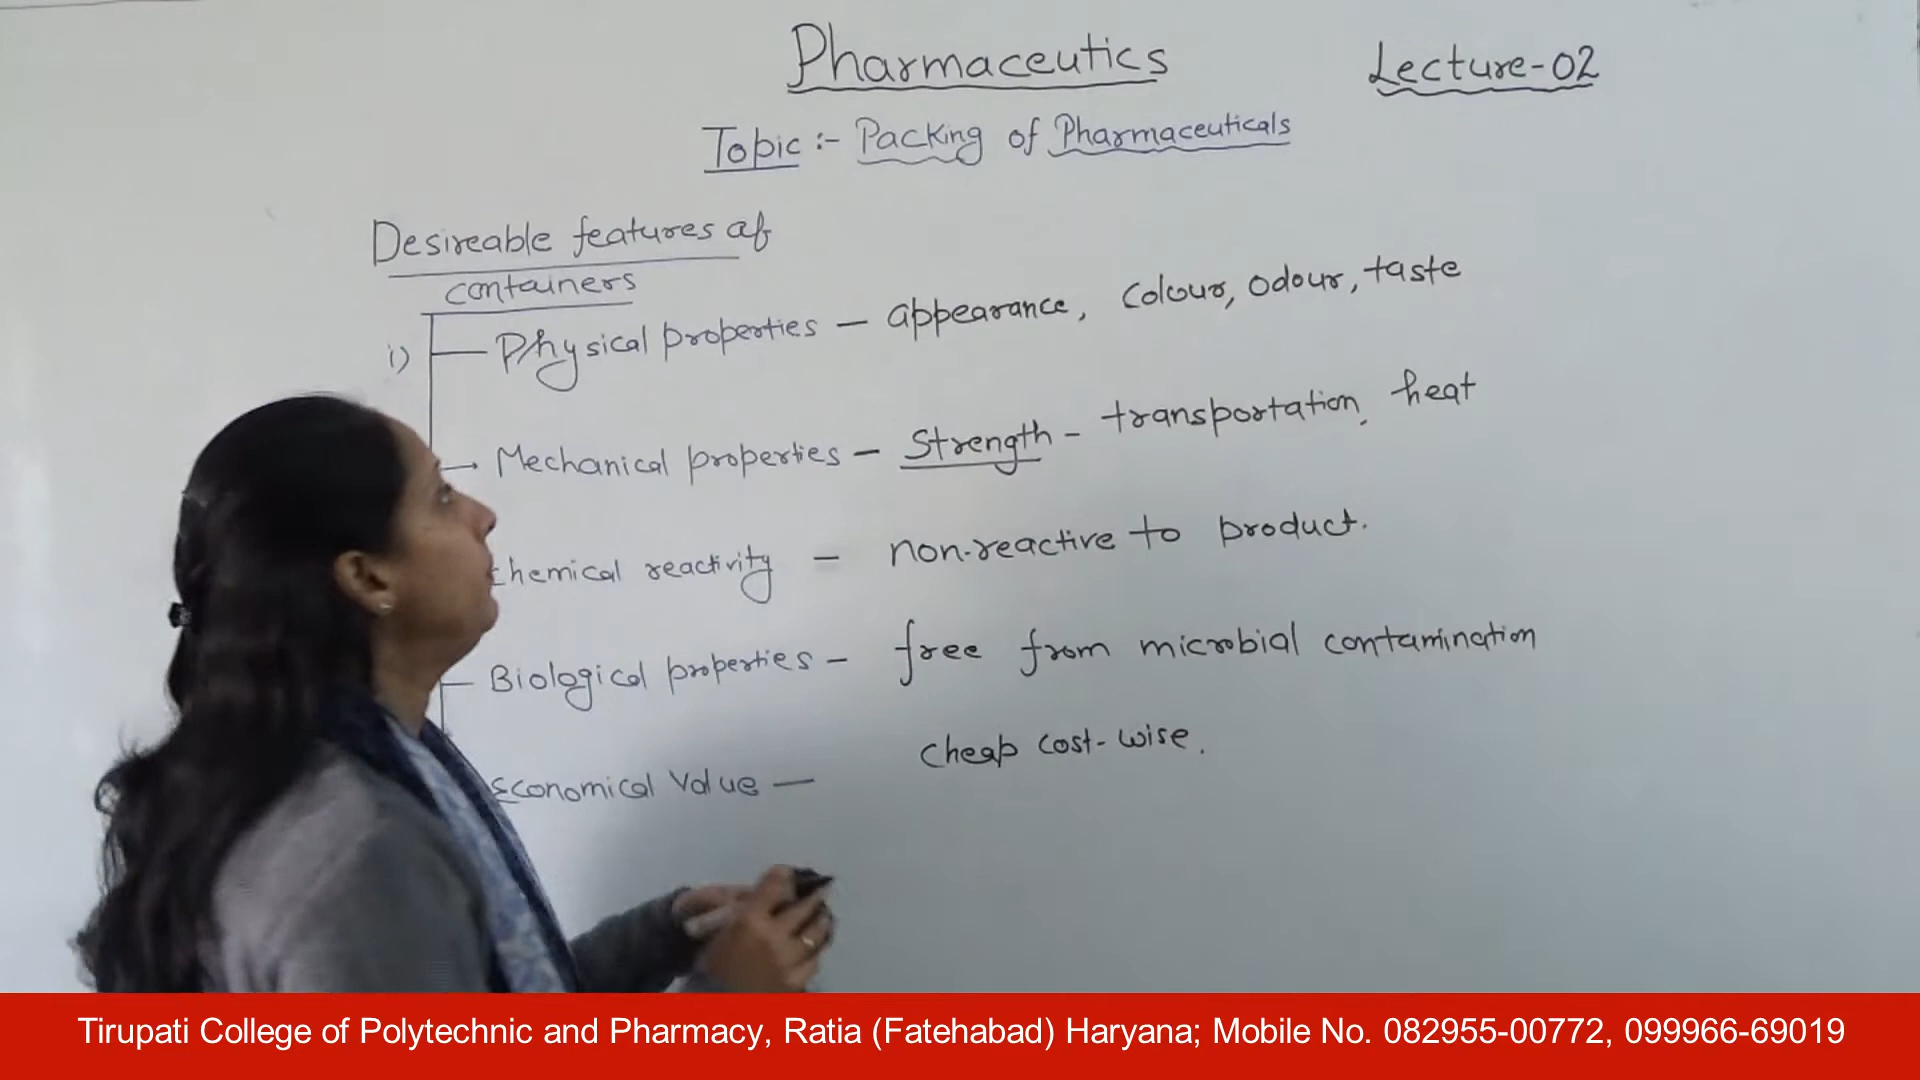 Pharmaceutics
Lecture-02
Topic :- Packing of Pharmaceuticals
Desireable features of
containers
i) Physical properties - appearance, Colour, Odour, taste
Mechanical properties - Strength - transportation, heat
chemical reactivity - non-reactive to product.
Biological properties - free from microbial contamination
Economical Value - cheap cost-wise.
Tirupati College of Polytechnic and Pharmacy, Ratia (Fatehabad) Haryana; Mobile No. 082955-00772, 099966-69019